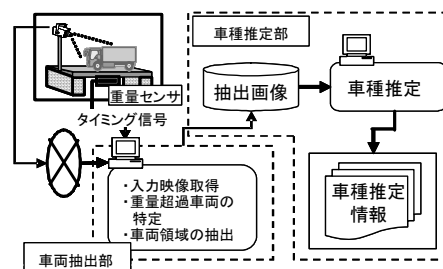 車種推定部
重量センサ
タイミング信号
抽出画像
車種推定
・入力映像取得
・重量超過車両の
特定
・車両領域の抽出
車種推定
情報
車両抽出部